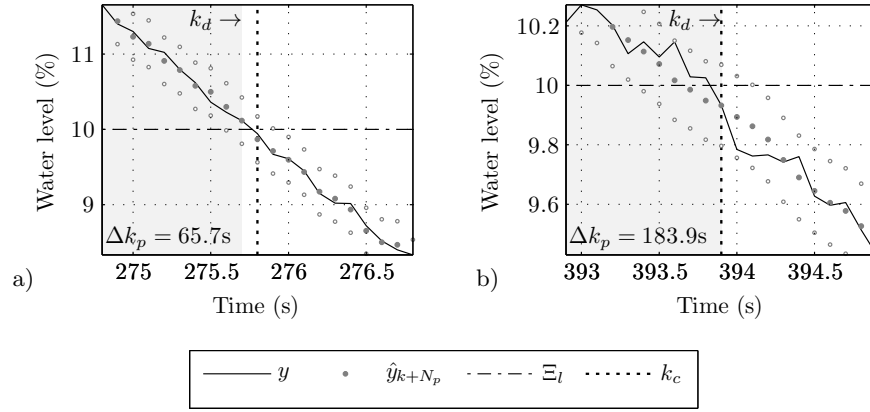 k_d →
11
10
9
Water level (%)
Δk_p = 65.7s
275 275.5 276 276.5
Time (s)
a)
k_d →
10.2
10
9.8
9.6
Water level (%)
Δk_p = 183.9s
393 393.5 394 394.5
Time (s)
b)
y ŷ_{k+N_p} Ξ_l k_c